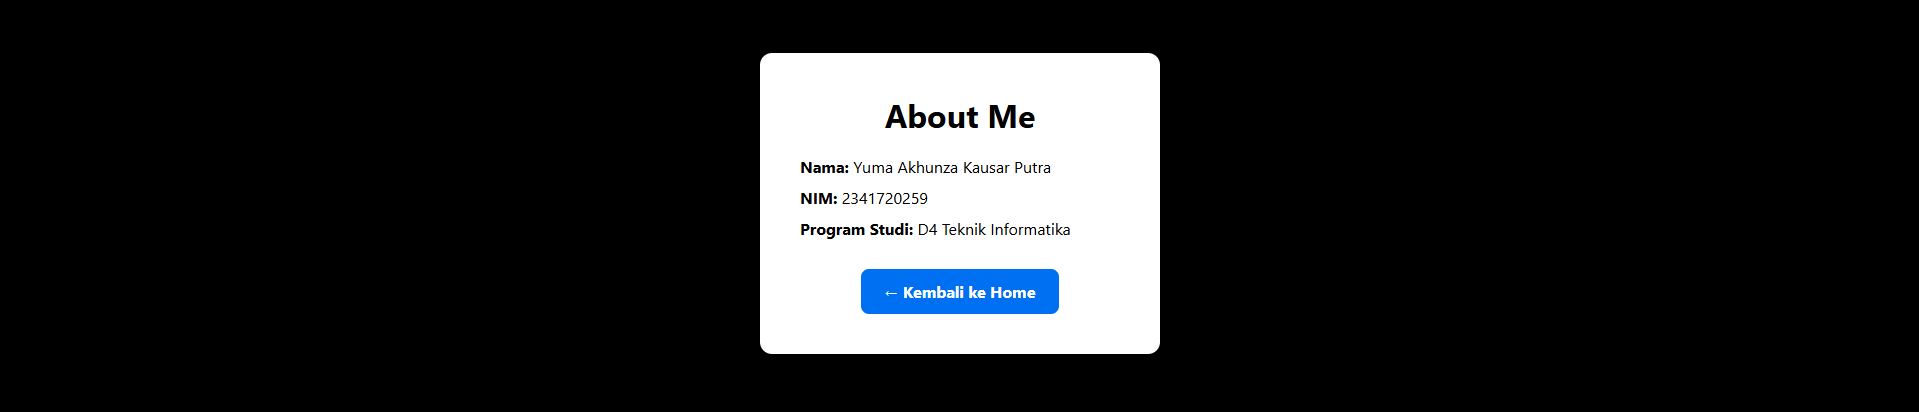 About Me
Nama: Yuma Akhunza Kausar Putra
NIM: 2341720259
Program Studi: D4 Teknik Informatika
← Kembali ke Home